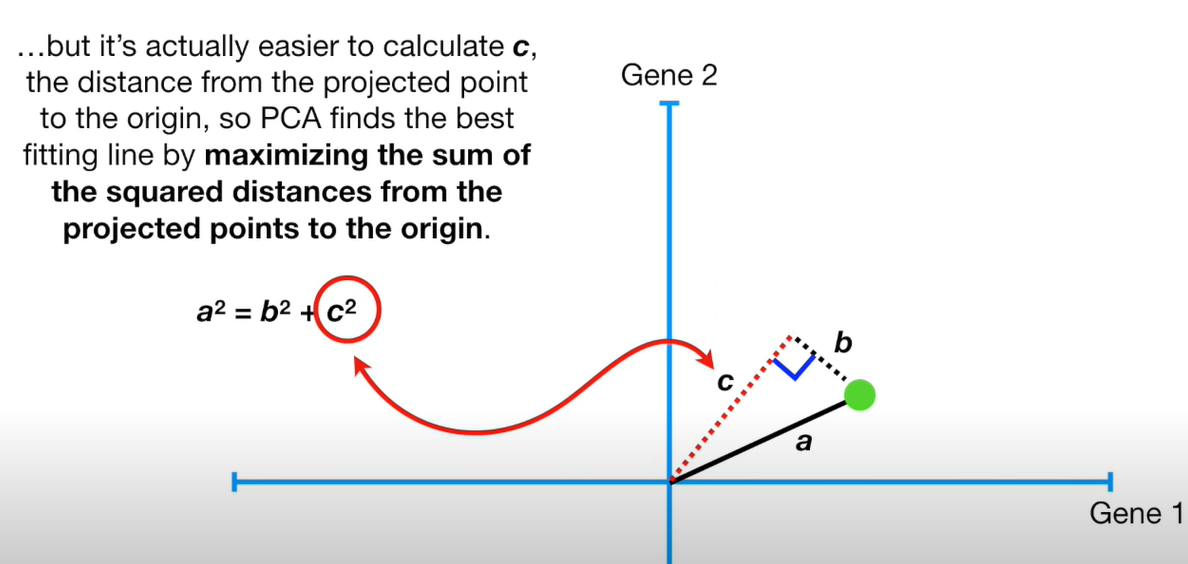 ...but it's actually easier to calculate c,
the distance from the projected point
to the origin, so PCA finds the best
fitting line by maximizing the sum of
the squared distances from the
projected points to the origin.
Gene 2
a² = b² + c²
b
c
a
Gene 1